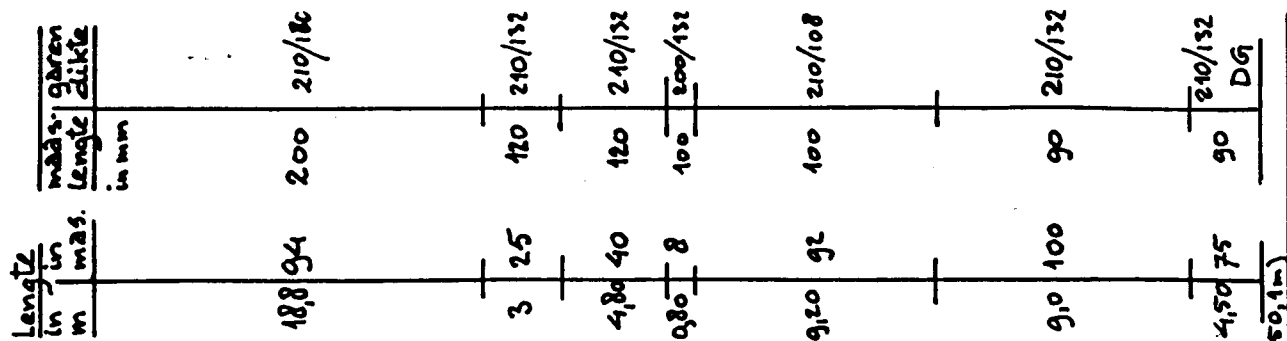 Lengte in m | in mas. | maas-lengte in mm | garen dikte
18,8 94 200 210/180
3 25 120 210/132
4,80 40 120 210/132
0,80 8 100 200/132
9,20 92 100 210/108
9,0 100 90 210/132
4,50 75 90 210/132 DG
50,1m)